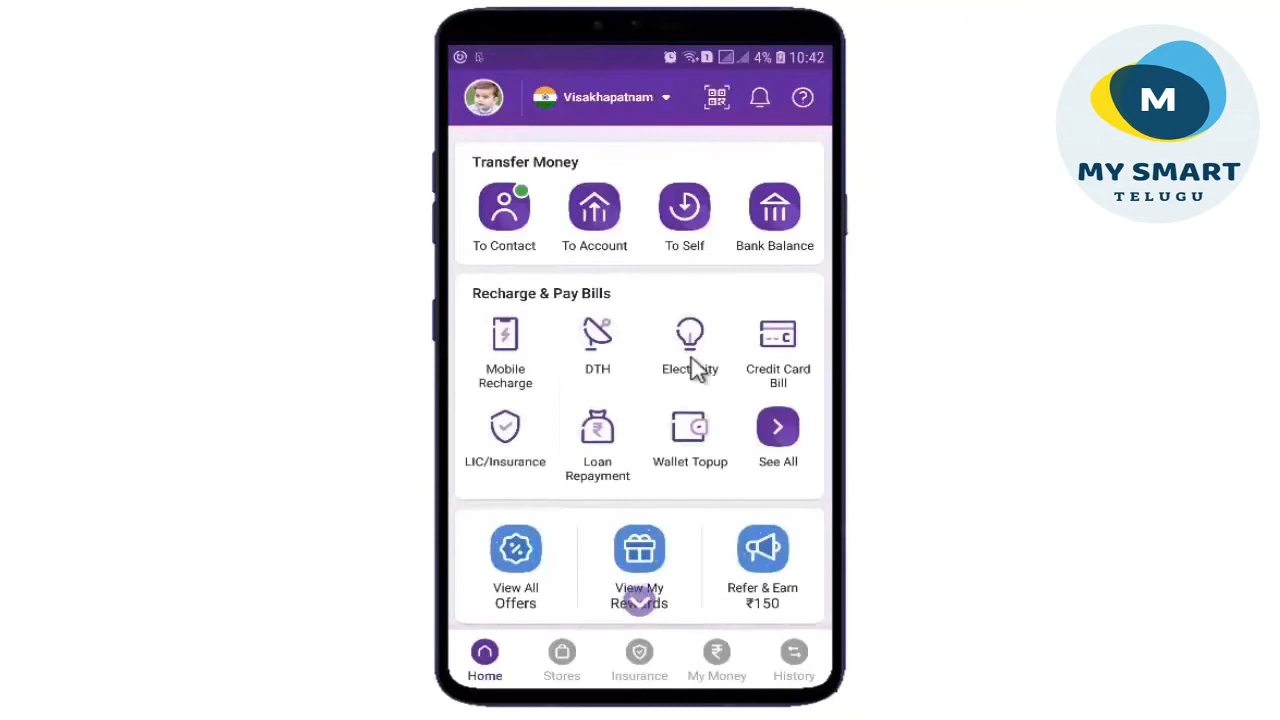 4% 10:42
Visakhapatnam
Transfer Money
To Contact To Account To Self Bank Balance
Recharge & Pay Bills
Mobile Recharge
DTH
Electricity
Credit Card Bill
LIC/Insurance
Loan Repayment
Wallet Topup
See All
View All Offers
View My Rewards
Refer & Earn ₹150
Home Stores Insurance My Money History
M
MY SMART
TELUGU